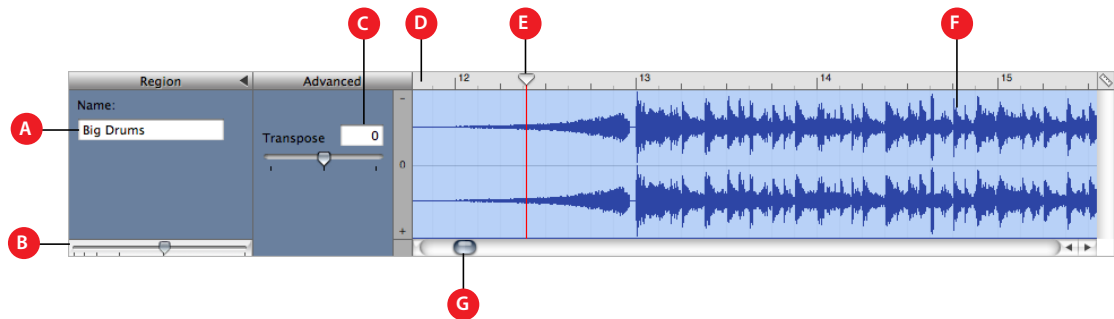 C D E F
Region Advanced 12 13 14 15
Name:
A Big Drums
Transpose 0
-
0
+
B
G